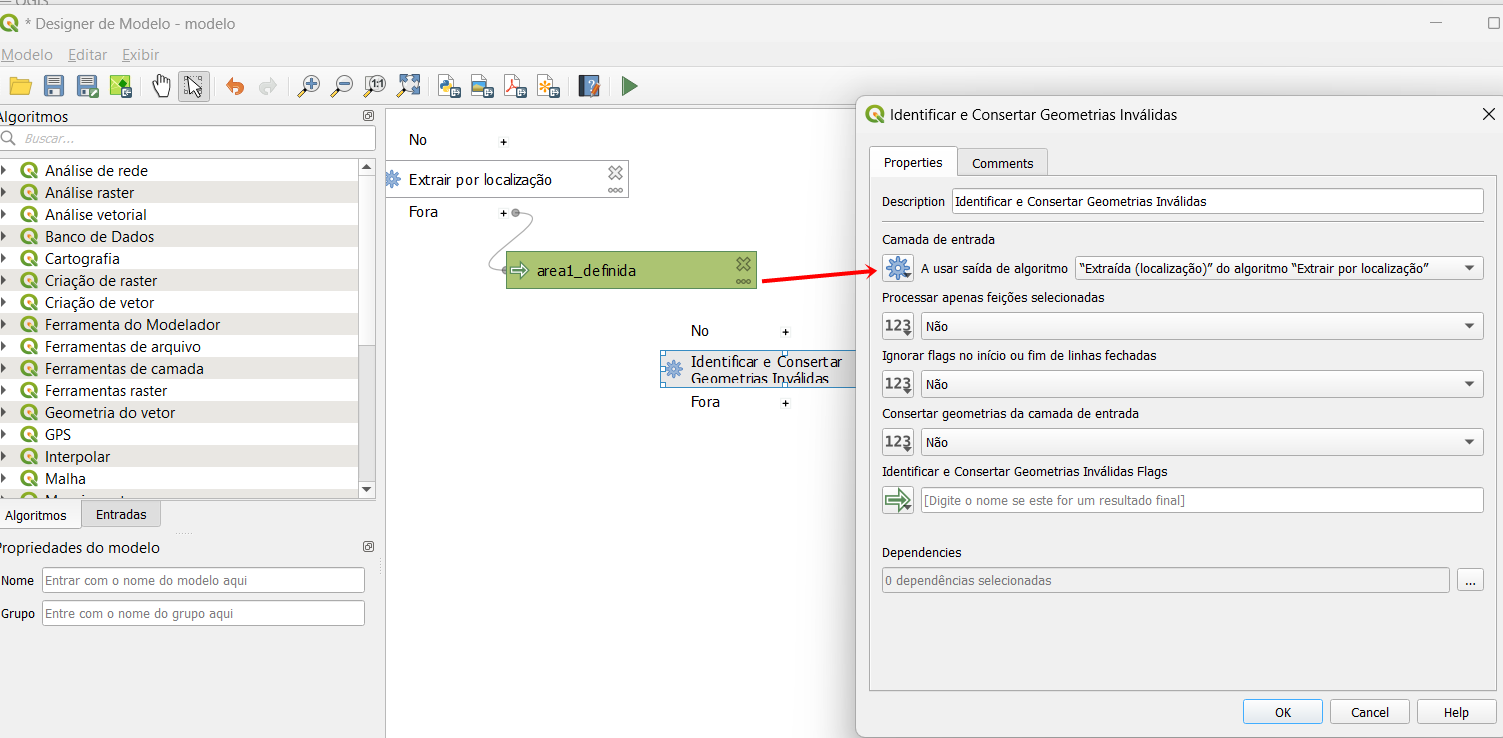 * Designer de Modelo - modelo
Modelo Editar Exibir
Algoritmos
Buscar...
Análise de rede
Análise raster
Análise vetorial
Banco de Dados
Cartografia
Criação de raster
Criação de vetor
Ferramenta do Modelador
Ferramentas de arquivo
Ferramentas de camada
Ferramentas raster
Geometria do vetor
GPS
Interpolar
Malha
Algoritmos Entradas
Propriedades do modelo
Nome Entrar com o nome do modelo aqui
Grupo Entre com o nome do grupo aqui
No +
Extrair por localização
Fora +
area1_definida
No +
Identificar e Consertar
Geometrias Inválidas
Fora +
Identificar e Consertar Geometrias Inválidas
Properties Comments
Description Identificar e Consertar Geometrias Inválidas
Camada de entrada
A usar saída de algoritmo “Extraída (localização)” do algoritmo “Extrair por localização”
Processar apenas feições selecionadas
123 Não
Ignorar flags no início ou fim de linhas fechadas
123 Não
Consertar geometrias da camada de entrada
123 Não
Identificar e Consertar Geometrias Inválidas Flags
[Digite o nome se este for um resultado final]
Dependencies
0 dependências selecionadas ...
OK Cancel Help